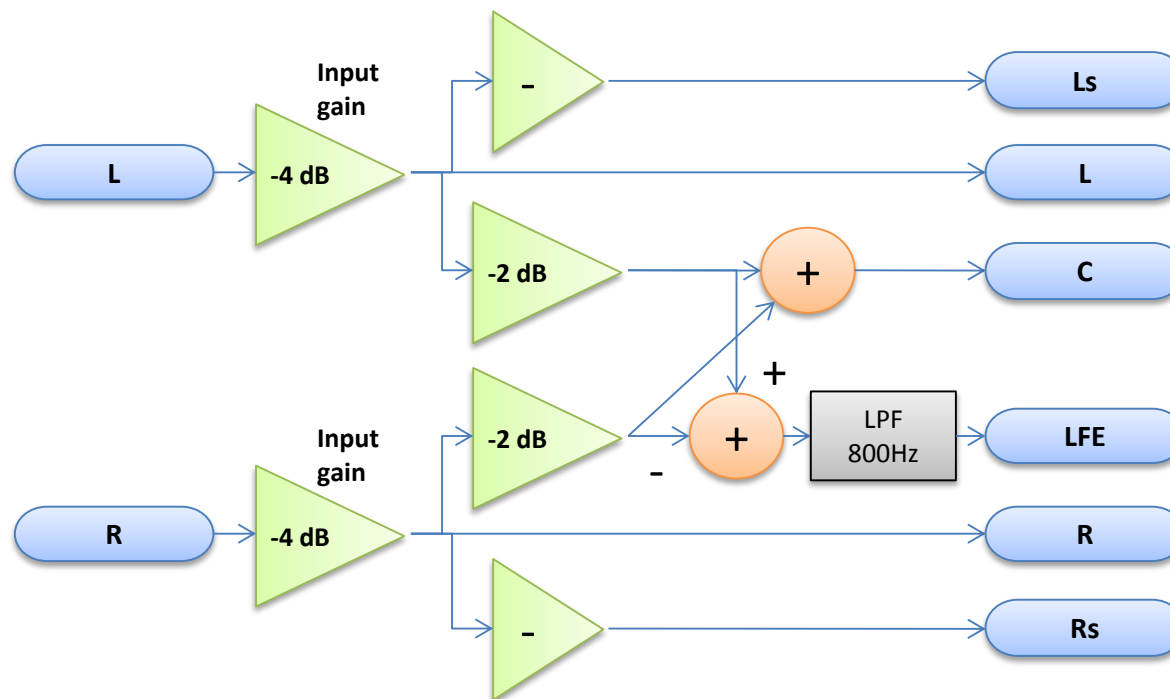 -
Ls
Input
gain
L
-4 dB
L
-2 dB
+
C
+
-2 dB
+
LPF
800Hz
LFE
-
Input
gain
R
-4 dB
R
-
Rs